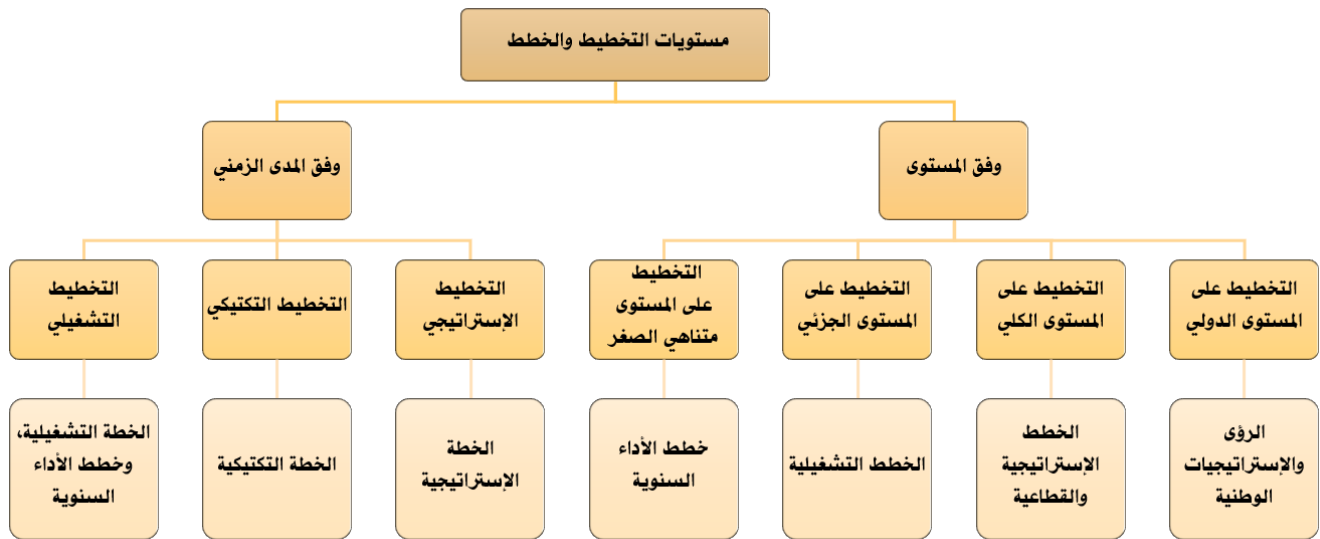 مستويات التخطيط والخطط
وفق المستوى
وفق المدى الزمني
التخطيط على
المستوى الدولي
التخطيط على
المستوى الكلي
التخطيط على
المستوى الجزئي
التخطيط
على المستوى
متناهي الصغر
التخطيط
الإستراتيجي
التخطيط التكتيكي
التخطيط
التشغيلي
الرؤى
والإستراتيجيات
الوطنية
الخطط
الإستراتيجية
والقطاعية
الخطط التشغيلية
خطط الأداء
السنوية
الخطة
الإستراتيجية
الخطة التكتيكية
الخطة التشغيلية،
وخطط الأداء
السنوية